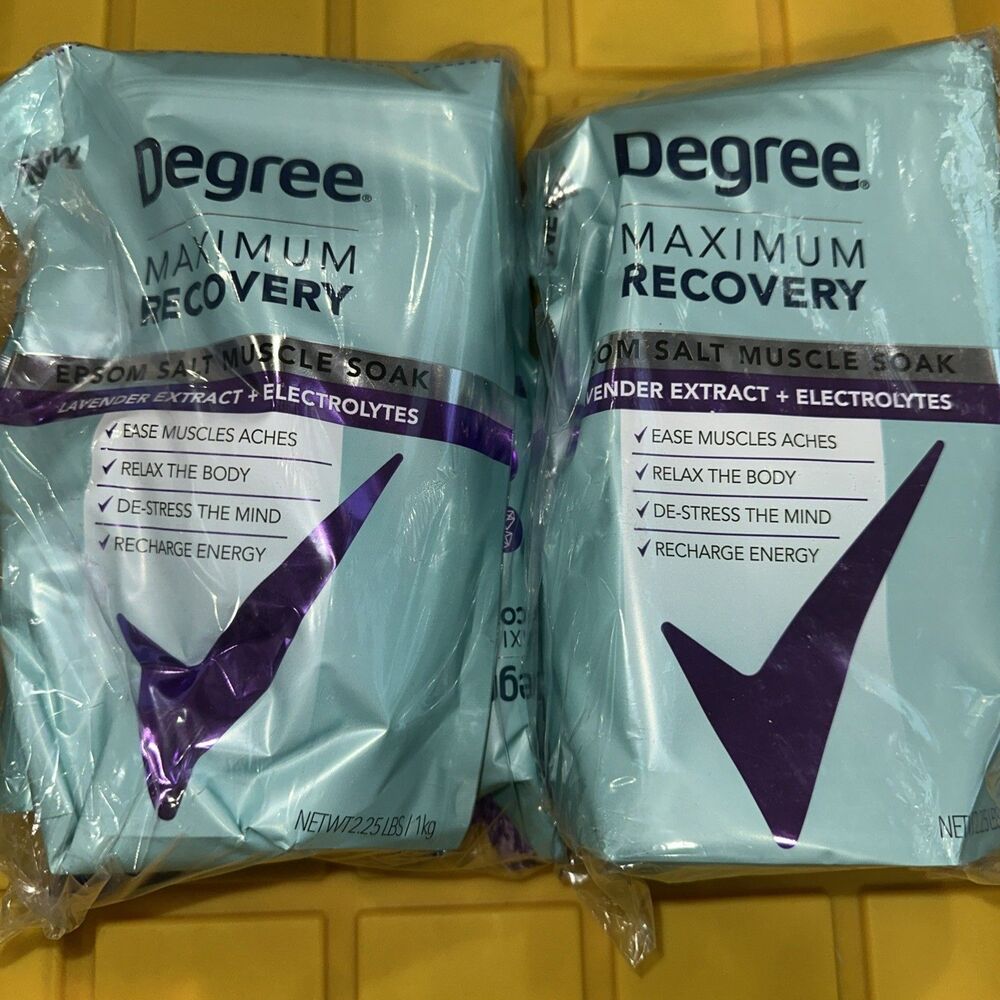 NEW
Degree®
MAXIMUM
RECOVERY
EPSOM SALT MUSCLE SOAK
LAVENDER EXTRACT + ELECTROLYTES
✓ EASE MUSCLES ACHES
✓ RELAX THE BODY
✓ DE-STRESS THE MIND
✓ RECHARGE ENERGY
NET WT 2.25 LBS / 1kg
Degree®
MAXIMUM
RECOVERY
OM SALT MUSCLE SOAK
VENDER EXTRACT + ELECTROLYTES
✓ EASE MUSCLES ACHES
✓ RELAX THE BODY
✓ DE-STRESS THE MIND
✓ RECHARGE ENERGY